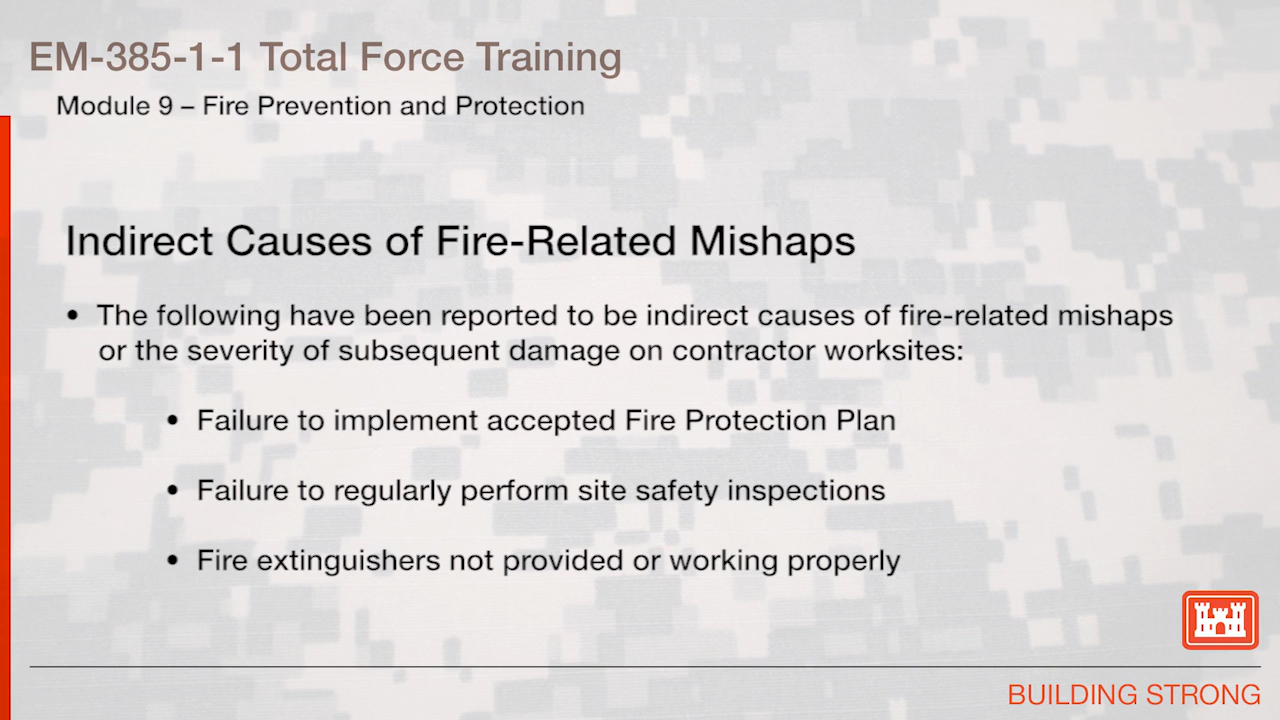 EM-385-1-1 Total Force Training
Module 9 – Fire Prevention and Protection
Indirect Causes of Fire-Related Mishaps
• The following have been reported to be indirect causes of fire-related mishaps
or the severity of subsequent damage on contractor worksites:
• Failure to implement accepted Fire Protection Plan
• Failure to regularly perform site safety inspections
• Fire extinguishers not provided or working properly
BUILDING STRONG